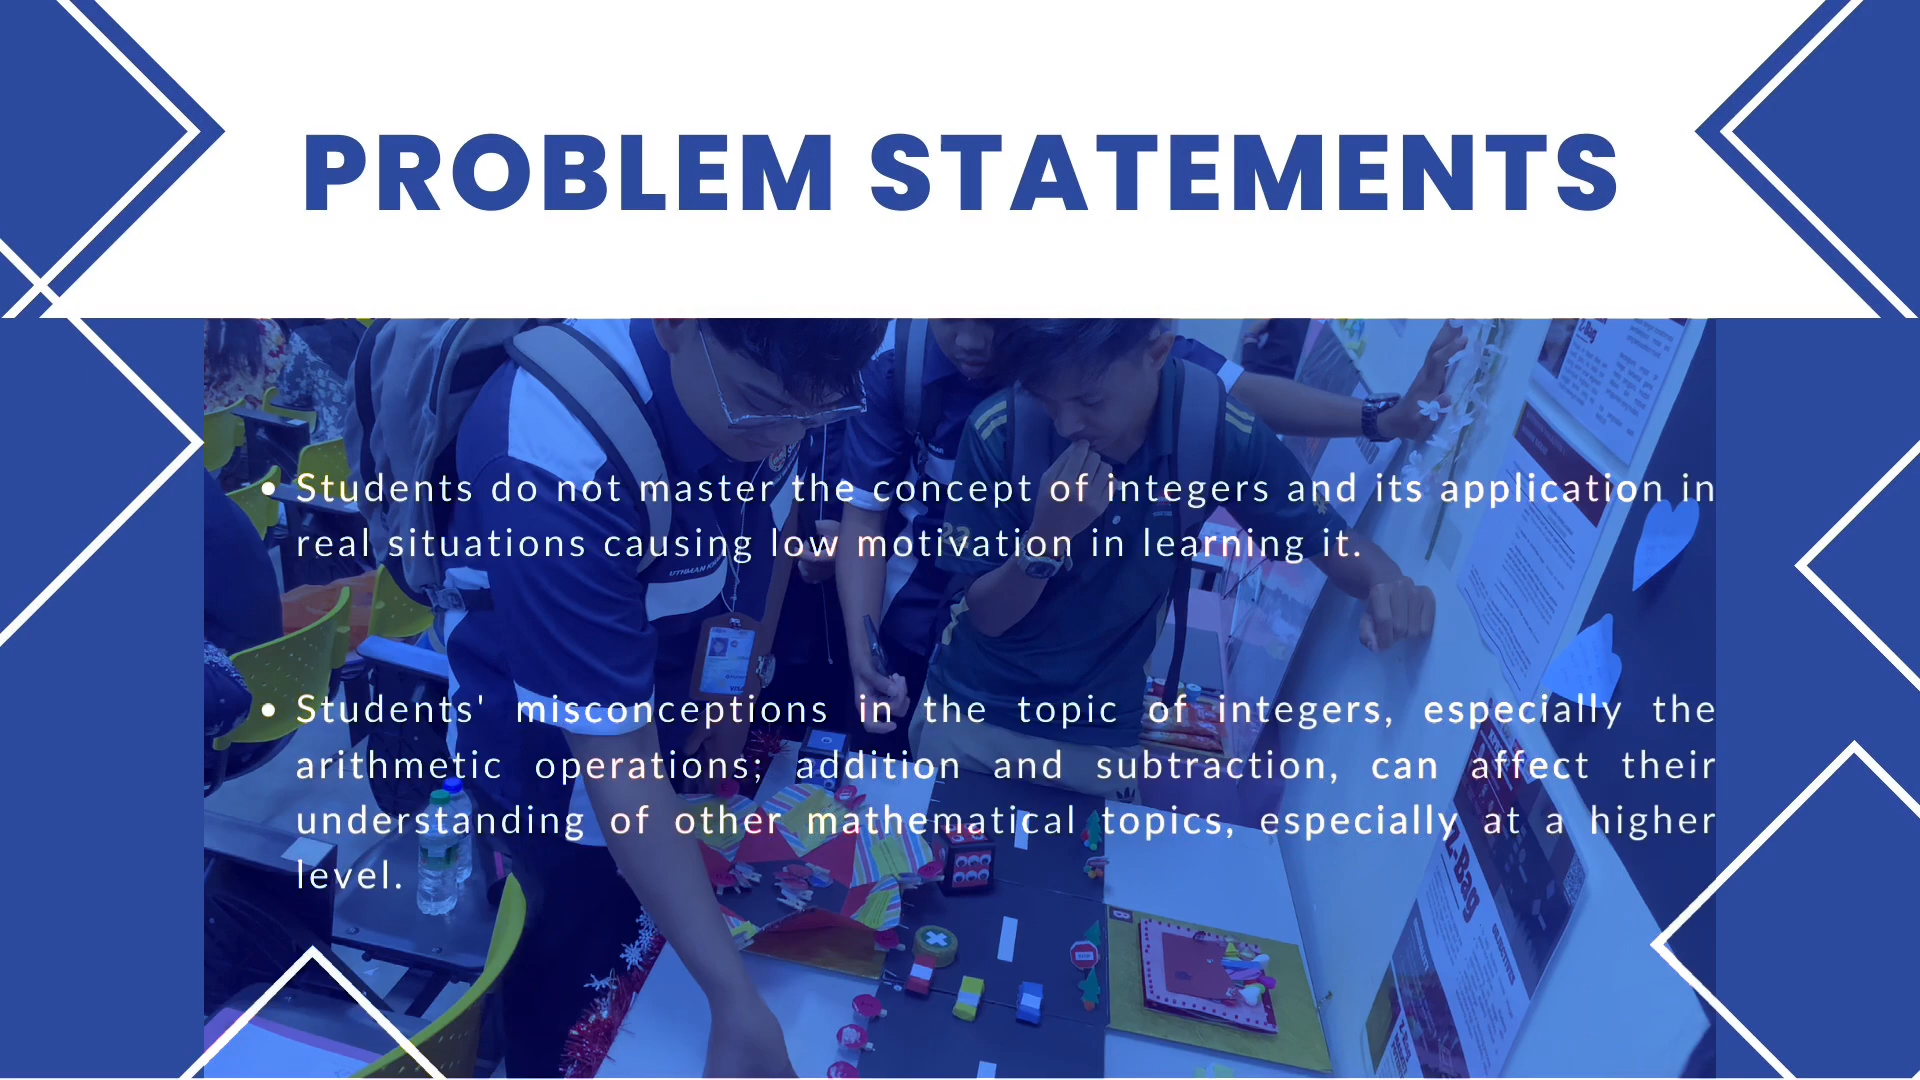 PROBLEM STATEMENTS
• Students do not master the concept of integers and its application in
real situations causing low motivation in learning it.
• Students' misconceptions in the topic of integers, especially the
arithmetic operations; addition and subtraction, can affect their
understanding of other mathematical topics, especially at a higher
level.
Z-Bag
OBJECTIVES